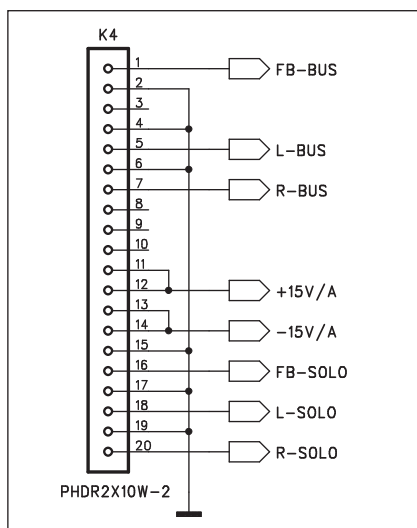 K4
1 FB-BUS
2
3
4
5 L-BUS
6
7 R-BUS
8
9
10
11
12 +15V/A
13
14 -15V/A
15
16 FB-SOLO
17
18 L-SOLO
19
20 R-SOLO
PHDR2X10W-2